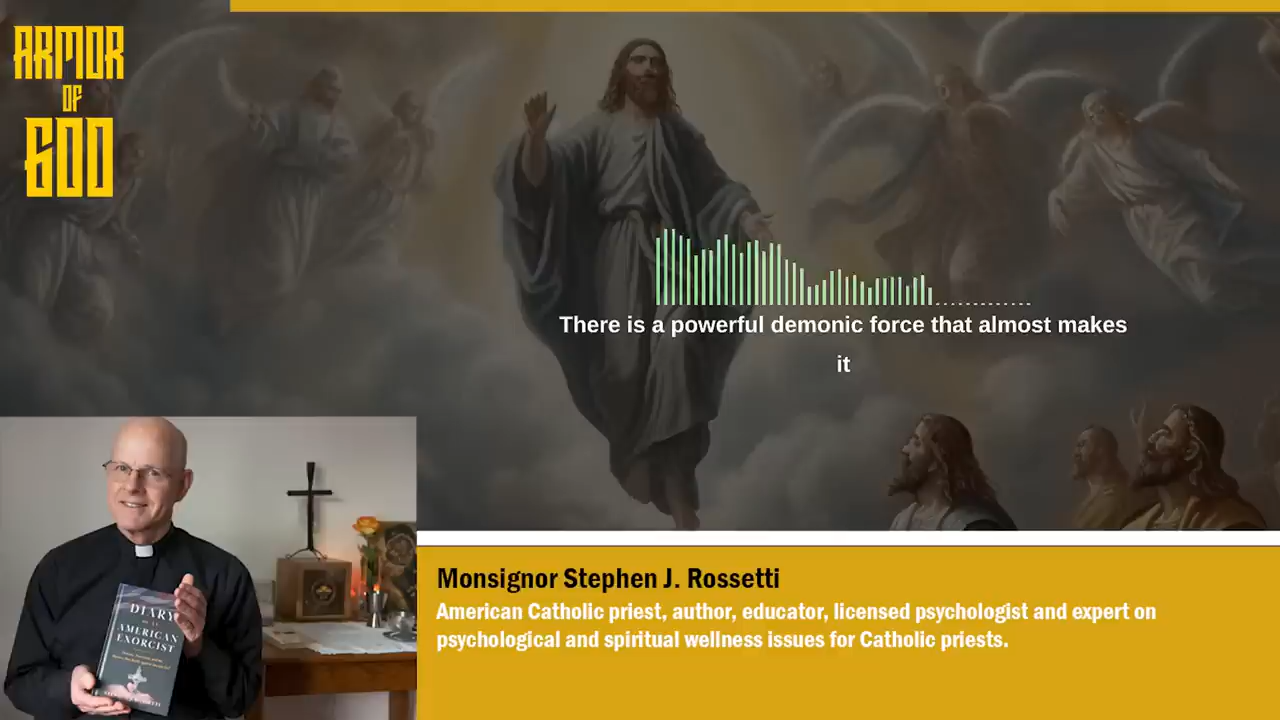 ARMOR
OF
GOD
There is a powerful demonic force that almost makes
it
DIARY
AMERICAN
EXORCIST
Monsignor Stephen J. Rossetti
American Catholic priest, author, educator, licensed psychologist and expert on
psychological and spiritual wellness issues for Catholic priests.